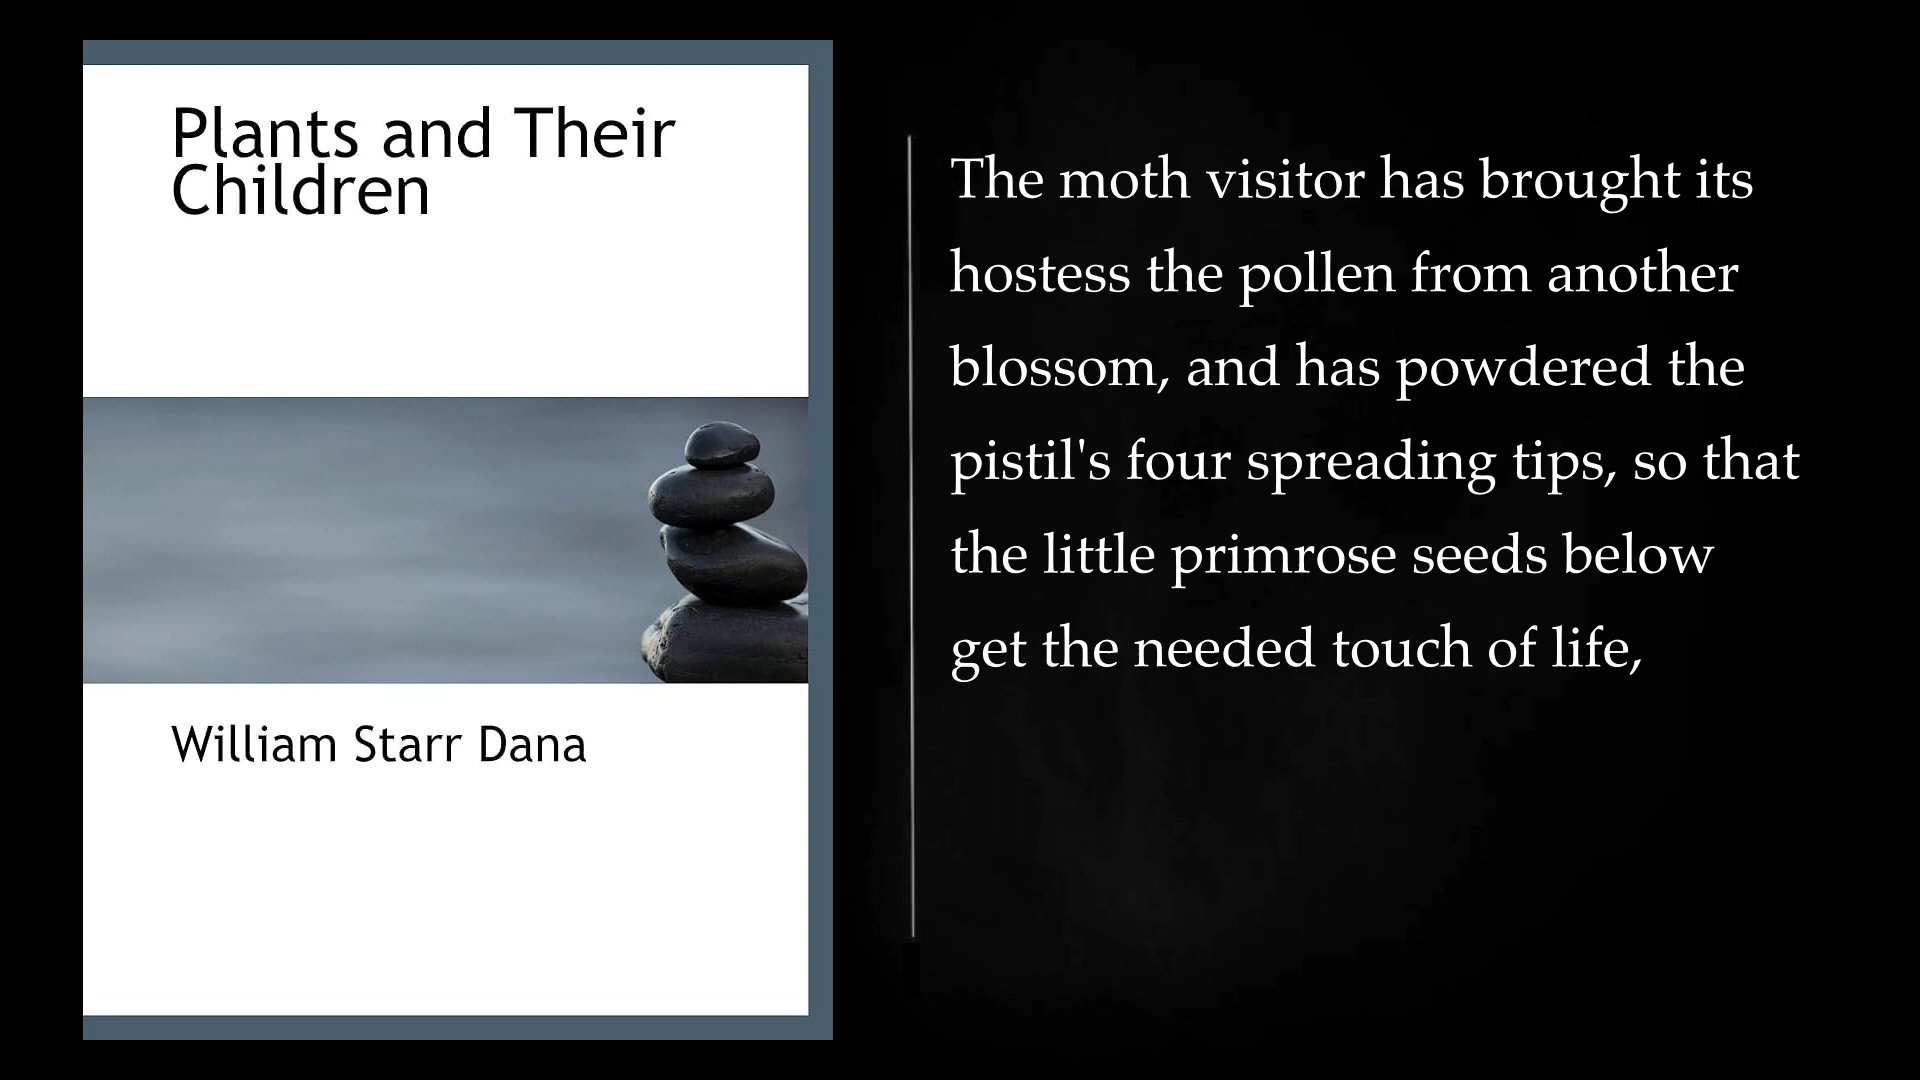 Plants and Their
Children
William Starr Dana
The moth visitor has brought its
hostess the pollen from another
blossom, and has powdered the
pistil's four spreading tips, so that
the little primrose seeds below
get the needed touch of life,